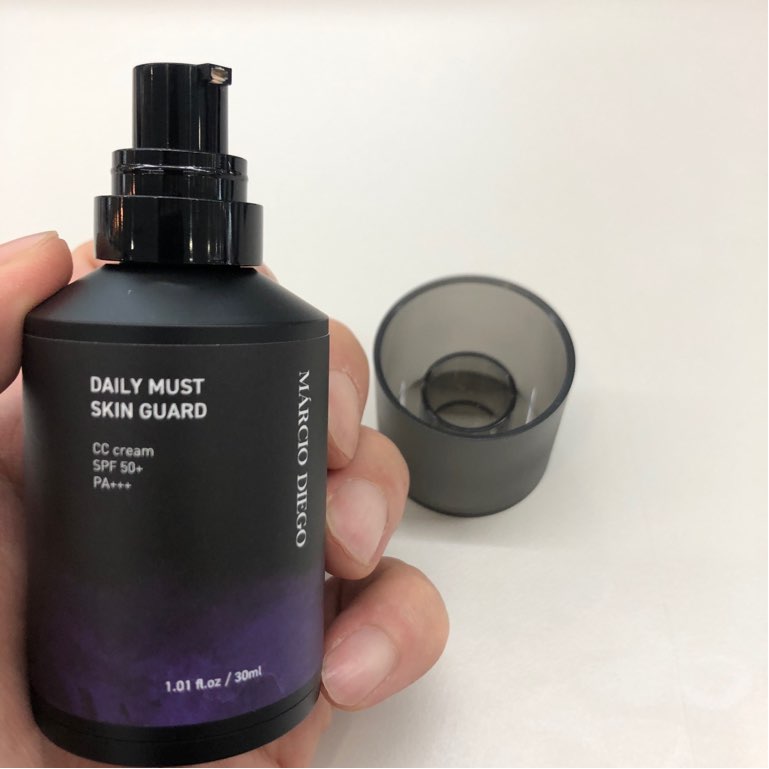 DAILY MUST
SKIN GUARD
CC cream
SPF 50+
PA+++
MÁRCIO DIEGO
1.01 fl.oz / 30ml